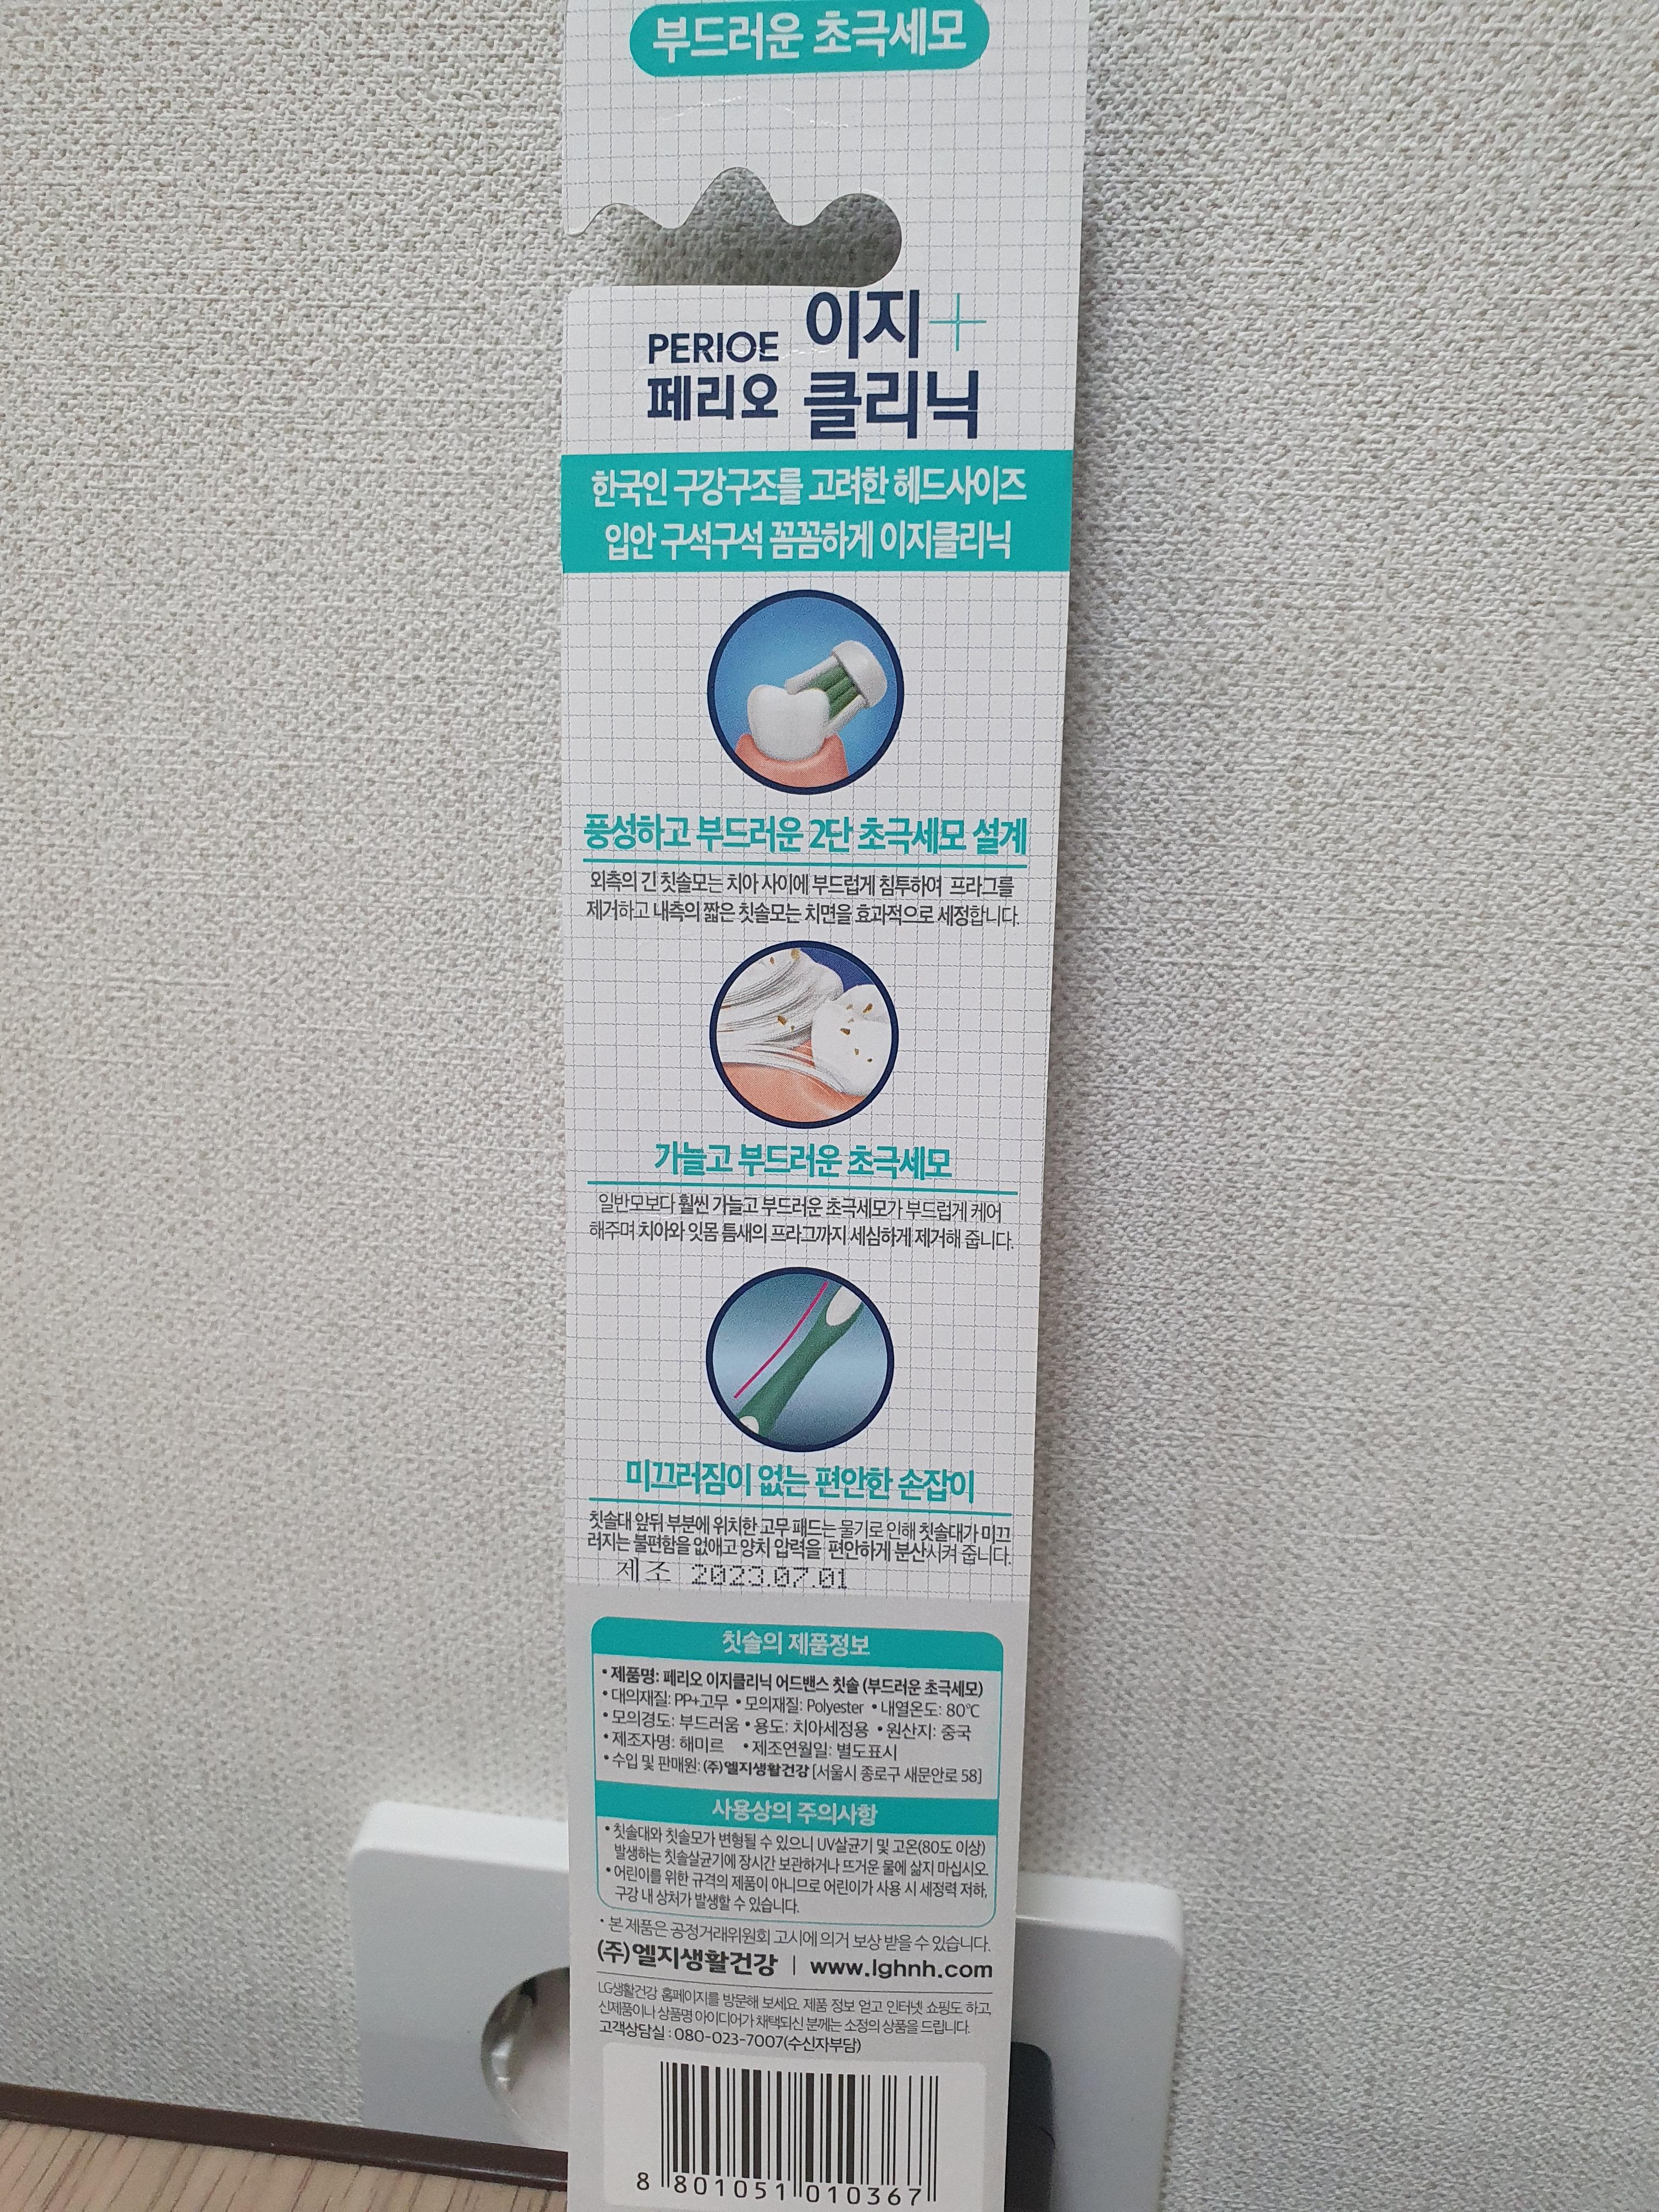 부드러운 초극세모
PERIOE 이지+
페리오 클리닉
한국인 구강구조를 고려한 헤드사이즈
입안 구석구석 꼼꼼하게 이지클리닉
풍성하고 부드러운 2단 초극세모 설계
외측의 긴 칫솔모는 치아 사이에 부드럽게 침투하여 프라그를
제거하고 내측의 짧은 칫솔모는 치면을 효과적으로 세정합니다.
가늘고 부드러운 초극세모
일반모보다 훨씬 가늘고 부드러운 초극세모가 부드럽게 케어
해주며 치아와 잇몸 틈새의 프라그까지 세심하게 제거해 줍니다.
미끄러짐이 없는 편안한 손잡이
칫솔대 앞뒤 부분에 위치한 고무 패드는 물기로 인해 칫솔대가 미끄
러지는 불편함을 없애고 양치 압력을 편안하게 분산시켜 줍니다.
제조 2023.07.01
칫솔의 제품정보
• 제품명: 페리오 이지클리닉 어드밴스 칫솔 (부드러운 초극세모)
• 대의재질: PP+고무 • 모의재질: Polyester • 내열온도: 80℃
• 모의경도: 부드러움 • 용도: 치아세정용 • 원산지: 중국
• 제조자명: 해미르 • 제조연월일: 별도표시
• 수입 및 판매원: (주)엘지생활건강 [서울시 종로구 새문안로 58]
사용상의 주의사항
• 칫솔대와 칫솔모가 변형될 수 있으니 UV살균기 및 고온(80도 이상)
발생하는 칫솔살균기에 장시간 보관하거나 뜨거운 물에 삶지 마십시오.
• 어린이를 위한 규격의 제품이 아니므로 어린이가 사용 시 세정력 저하,
구강 내 상처가 발생할 수 있습니다.
• 본 제품은 공정거래위원회 고시에 의거 보상 받을 수 있습니다.
(주)엘지생활건강 | www.lghnh.com
LG생활건강 홈페이지를 방문해 보세요. 제품 정보 얻고 인터넷 쇼핑도 하고,
신제품이나 상품명 아이디어가 채택되신 분께는 소정의 상품을 드립니다.
고객상담실 : 080-023-7007(수신자부담)
8 801051 010367